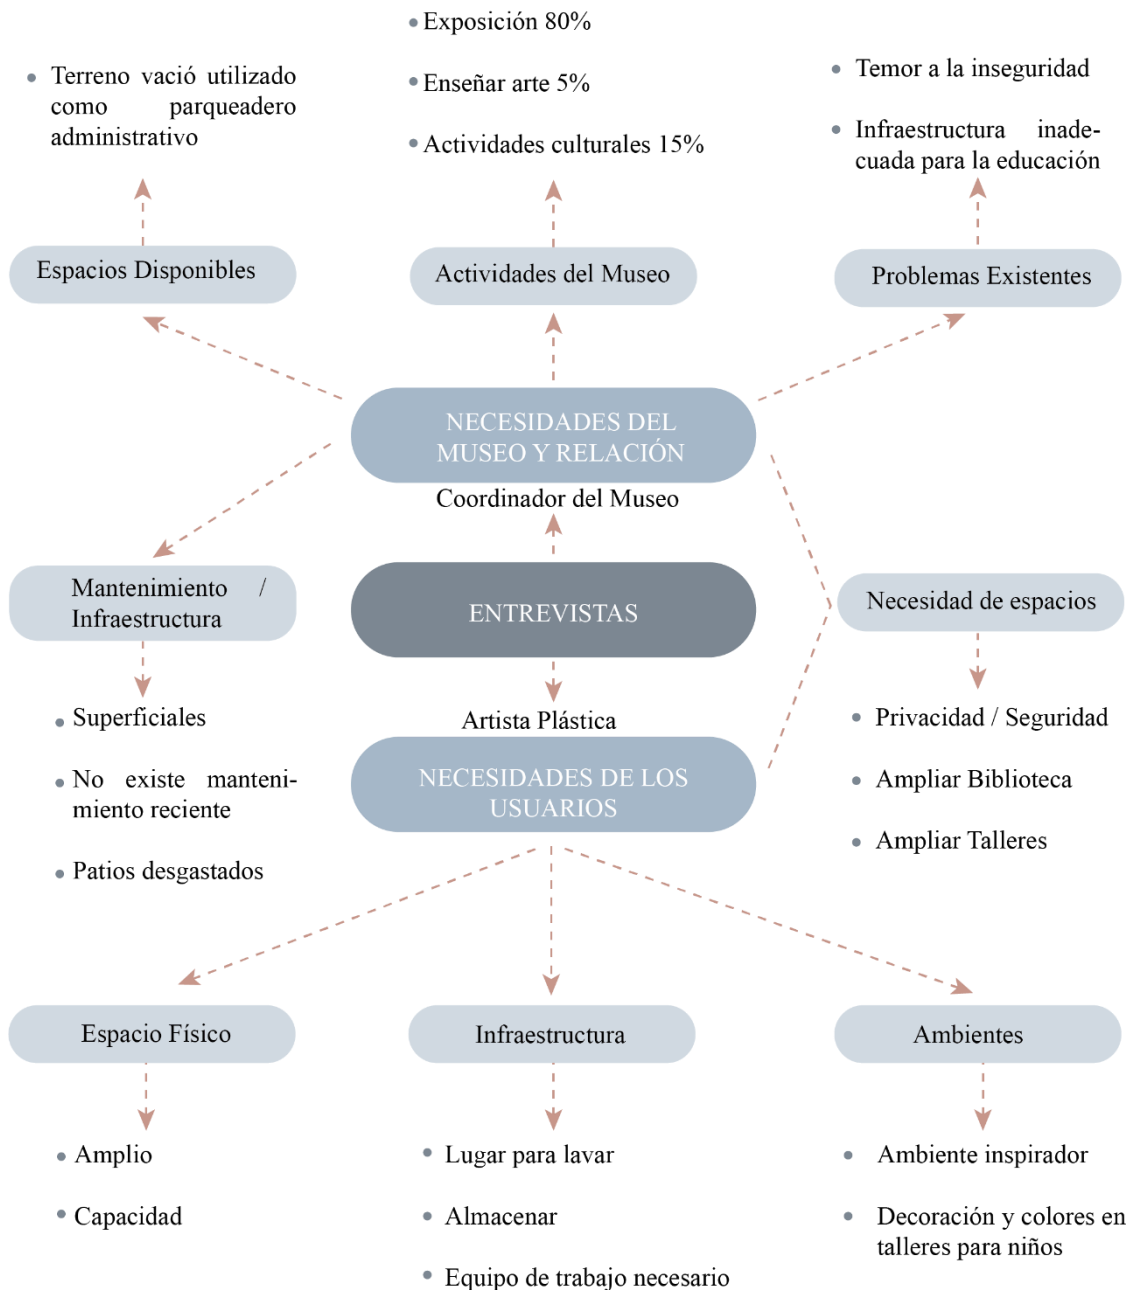 Exposición 80%
Enseñar arte 5%
Actividades culturales 15%
Terreno vació utilizado
como parqueadero
administrativo
Temor a la inseguridad
Infraestructura inade-
cuada para la educación
Espacios Disponibles
Actividades del Museo
Problemas Existentes
NECESIDADES DEL
MUSEO Y RELACIÓN
Coordinador del Museo
Mantenimiento /
Infraestructura
ENTREVISTAS
Necesidad de espacios
Superficiales
No existe manteni-
miento reciente
Patios desgastados
Artista Plástica
NECESIDADES DE LOS
USUARIOS
Privacidad / Seguridad
Ampliar Biblioteca
Ampliar Talleres
Espacio Físico
Infraestructura
Ambientes
Amplio
Capacidad
Lugar para lavar
Almacenar
Equipo de trabajo necesario
Ambiente inspirador
Decoración y colores en
talleres para niños